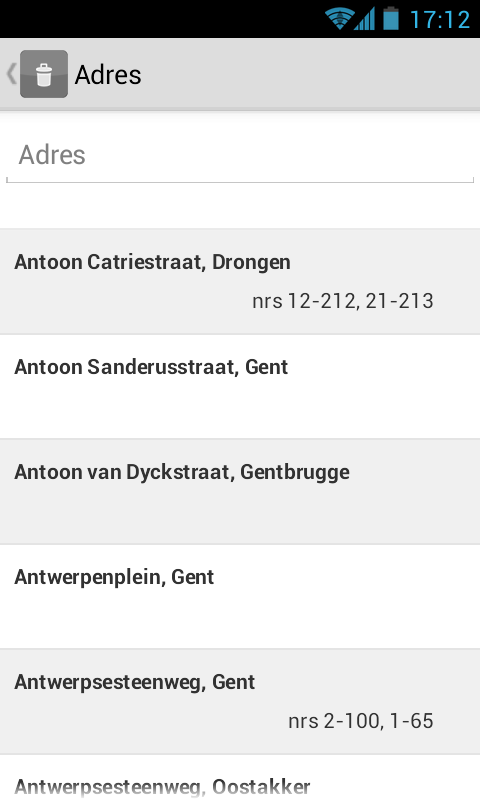 17:12
Adres
Adres
Antoon Catriestraat, Drongen
nrs 12-212, 21-213
Antoon Sanderusstraat, Gent
Antoon van Dyckstraat, Gentbrugge
Antwerpenplein, Gent
Antwerpsesteenweg, Gent
nrs 2-100, 1-65
Antwerpsesteenweg, Oostakker